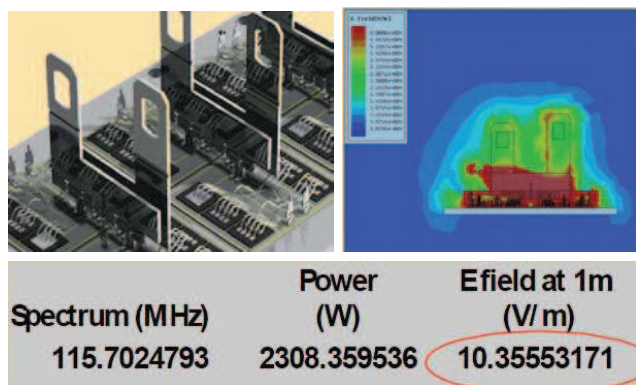 Power
Efield at 1m
Spectrum (MHz)
(W)
(V/m)
115.7024793
2308.359536
10.35553171